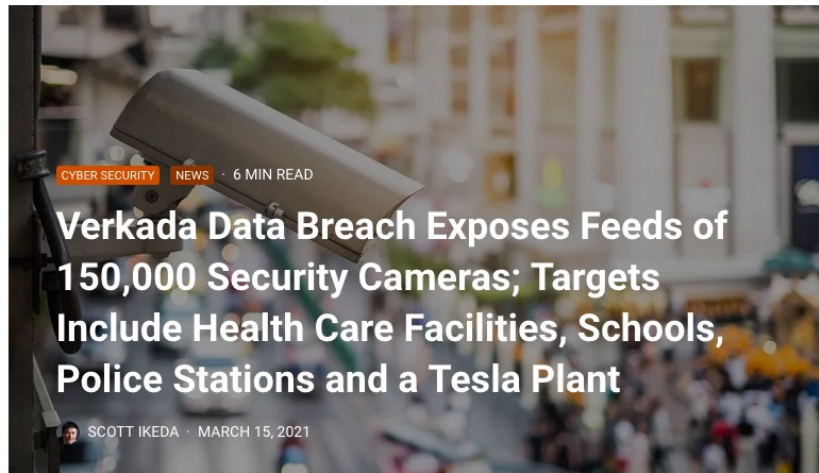 CYBER SECURITY NEWS · 6 MIN READ
Verkada Data Breach Exposes Feeds of
150,000 Security Cameras; Targets
Include Health Care Facilities, Schools,
Police Stations and a Tesla Plant
SCOTT IKEDA · MARCH 15, 2021